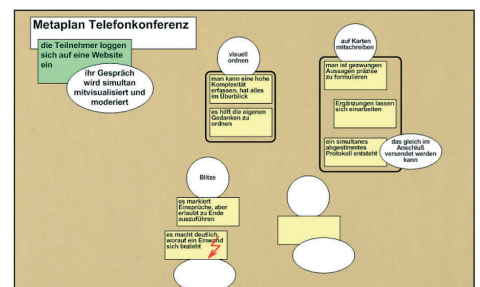 Metaplan Telefonkonferenz
die Teilnehmer loggen
sich auf eine Website
ein
ihr Gespräch
wird simultan
mitvisualisiert und
moderiert
visuell
ordnen
man kann eine hohe
Komplexität
erfassen, hat alles
im Überblick
es hilft die eigenen
Gedanken zu
ordnen
auf Karten
mitschreiben
man ist gezwungen
Aussagen präzise
zu formulieren
Ergänzungen lassen
sich einarbeiten
ein simultanes
abgestimmtes
Protokoll entsteht
das gleich im
Anschluß
versendet werden
kann
Blitze
es markiert
Einsprüche, aber
erlaubt zu Ende
auszuführen
es macht deutlich,
worauf ein Einwand
sich bezieht